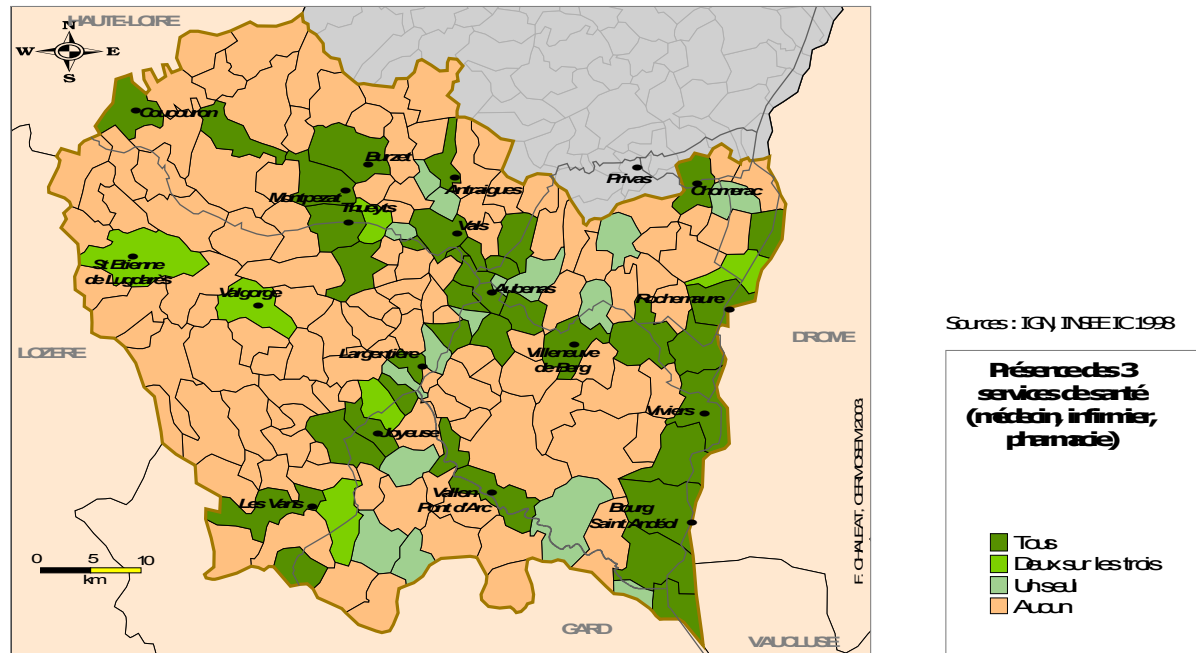 HAUTE-LOIRE
N
W E
S
Coucouron
Burzet
Privas
Chomerac
Antraigues
Montpezat
Thueyts
Vals
St Etienne
de Lugdarès
Aubenas
Valgorge
Rochemaure
Sources : IGN, INSEE IC 1998
DROME
LOZERE
Largentière
Villeneuve
de Berg
Présence des 3
services de santé
(médecin, infirmier,
pharmacie)
Viviers
Joyeuse
Les Vans
Vallon
Pont d'Arc
Bourg
Saint Andéol
F. CHALEAT, CERMOSEM 2003
0 5 10
km
Tous
Deux sur les trois
Un seul
Aucun
GARD
VAUCLUSE